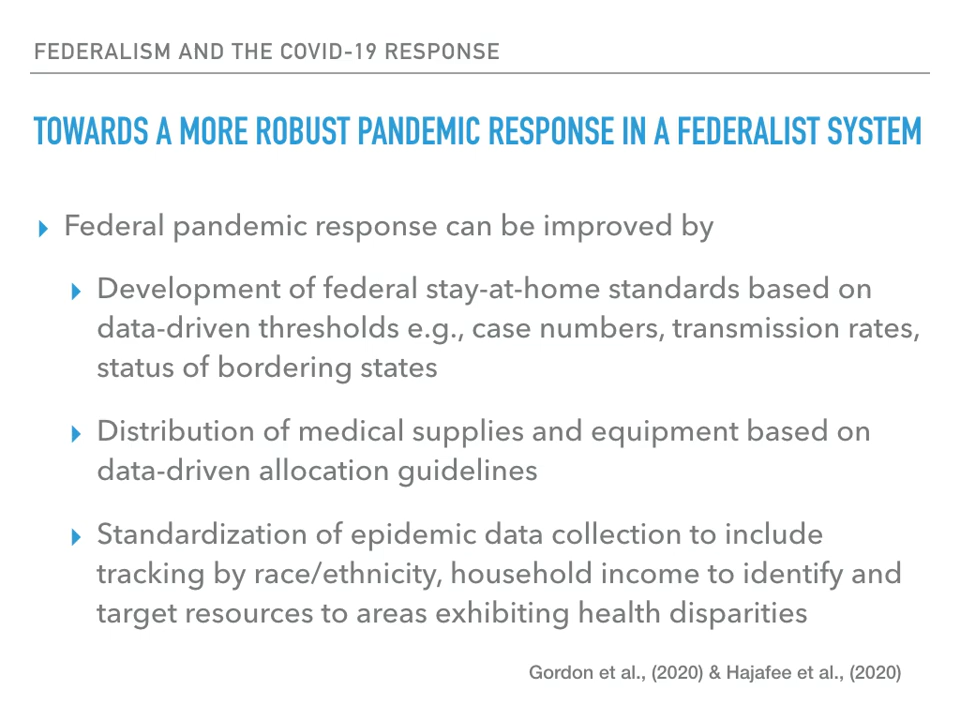 FEDERALISM AND THE COVID-19 RESPONSE
TOWARDS A MORE ROBUST PANDEMIC RESPONSE IN A FEDERALIST SYSTEM
Federal pandemic response can be improved by
Development of federal stay-at-home standards based on
data-driven thresholds e.g., case numbers, transmission rates,
status of bordering states
Distribution of medical supplies and equipment based on
data-driven allocation guidelines
Standardization of epidemic data collection to include
tracking by race/ethnicity, household income to identify and
target resources to areas exhibiting health disparities
Gordon et al., (2020) & Hajafee et al., (2020)